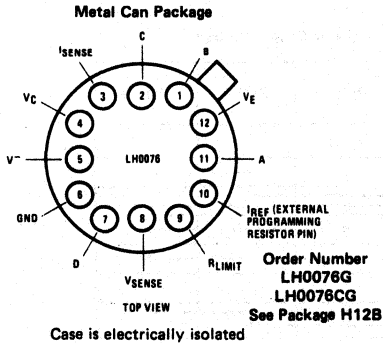 Metal Can Package
C
ISENSE
B
VC
VE
3
2
1
4
12
V–
5
LH0076
11
A
6
10
GND
7
8
9
IREF (EXTERNAL
PROGRAMMING
RESISTOR PIN)
D
VSENSE
RLIMIT
TOP VIEW
Order Number
LH0076G
LH0076CG
See Package H12B
Case is electrically isolated